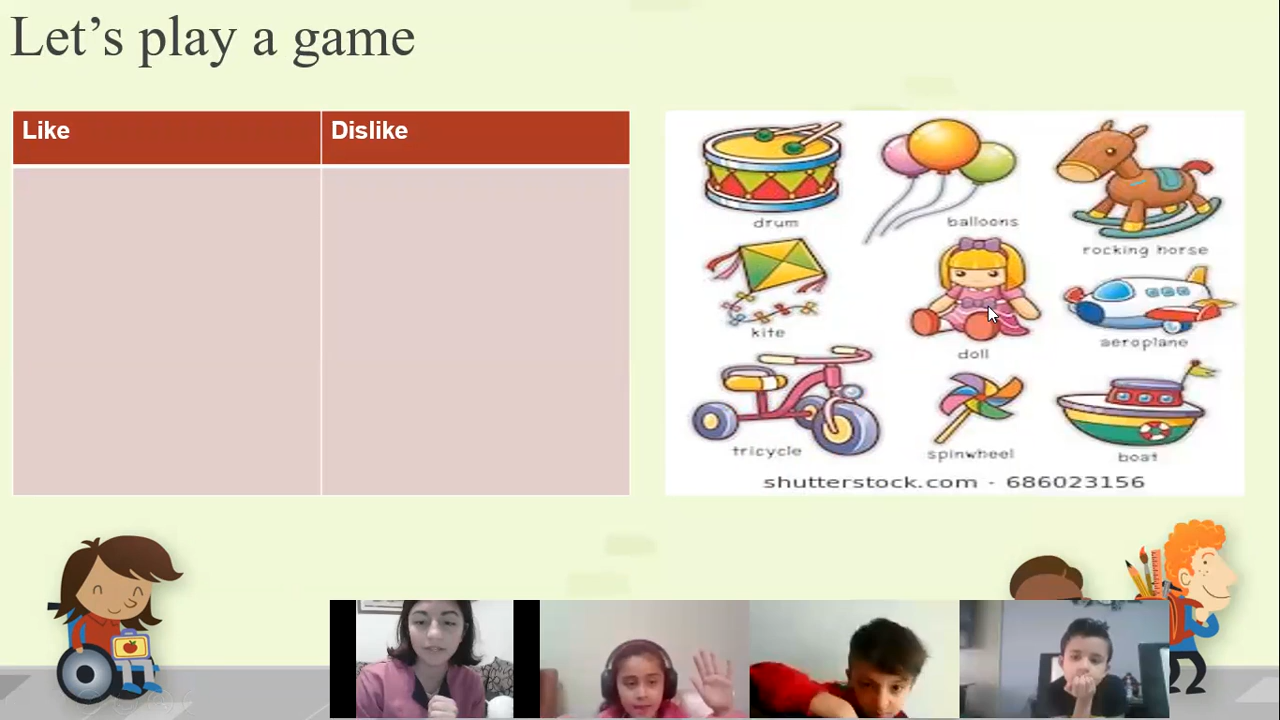 Let's play a game
Like
Dislike
drum
balloons
rocking horse
kite
doll
aeroplane
tricycle
spinwheel
boat
shutterstock.com - 686023156